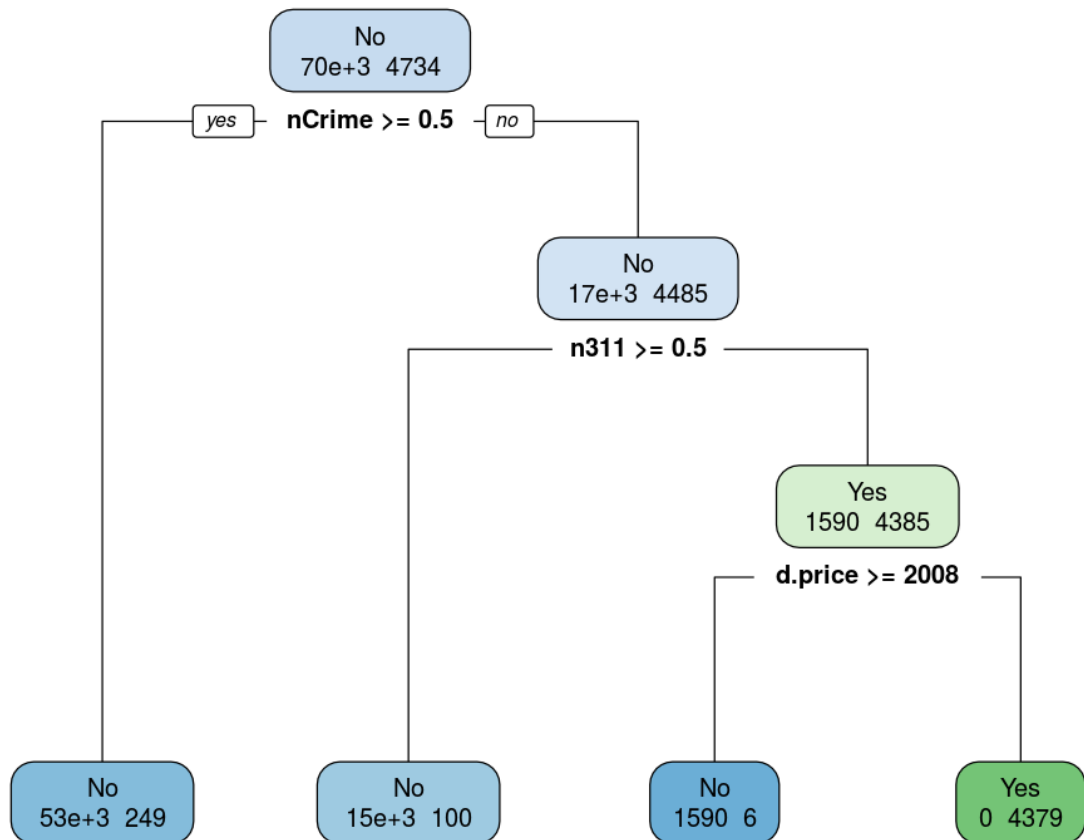 No
70e+3 4734
yes nCrime >= 0.5 no
No
17e+3 4485
n311 >= 0.5
Yes
1590 4385
d.price >= 2008
No
53e+3 249
No
15e+3 100
No
1590 6
Yes
0 4379